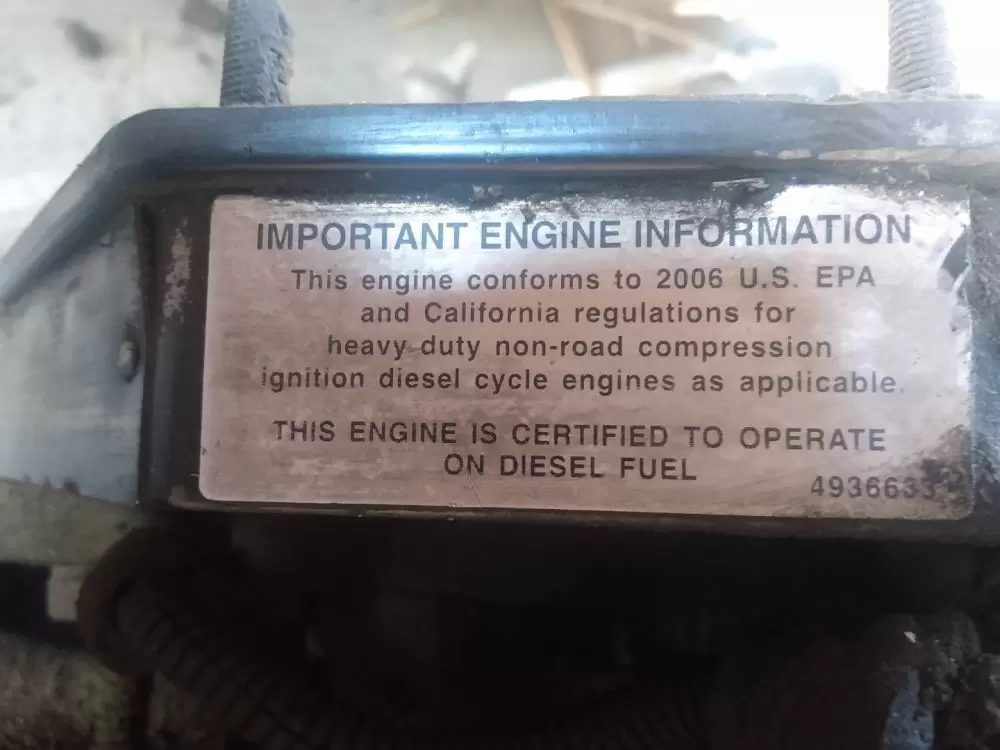 IMPORTANT ENGINE INFORMATION
This engine conforms to 2006 U.S. EPA
and California regulations for
heavy duty non-road compression
ignition diesel cycle engines as applicable.
THIS ENGINE IS CERTIFIED TO OPERATE
ON DIESEL FUEL
4936633